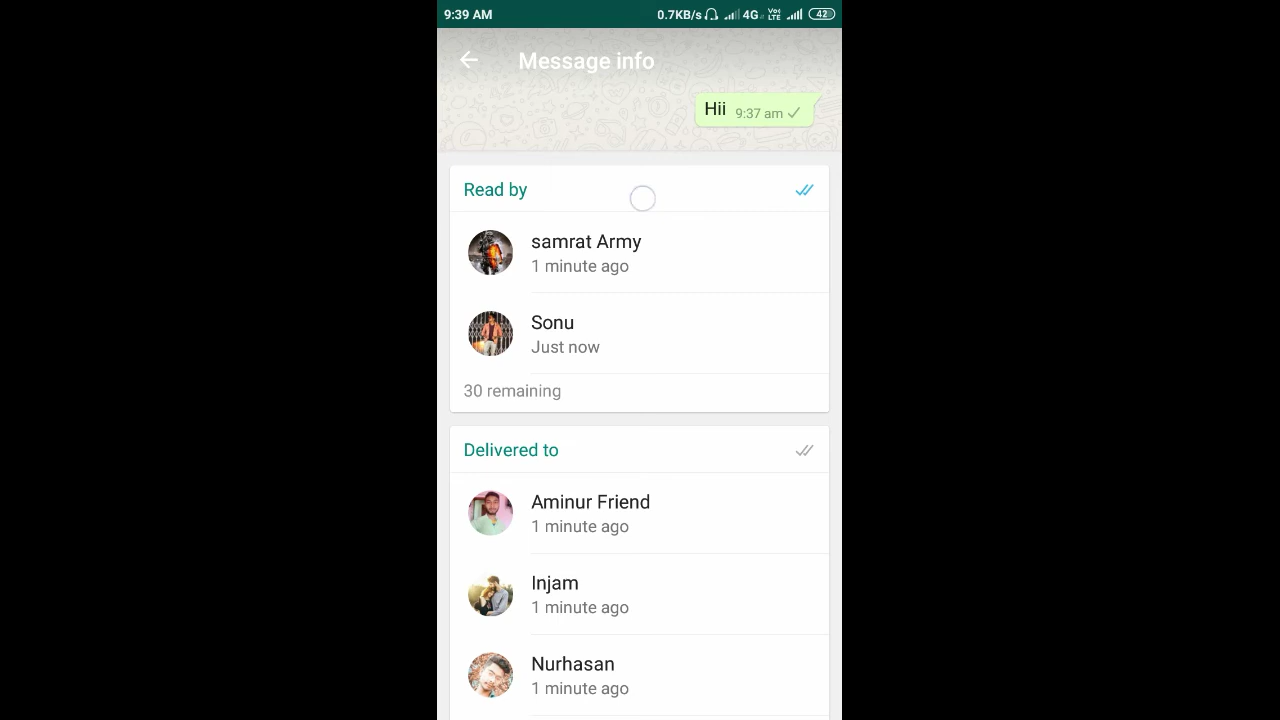 9:39 AM 0.7KB/s 4G Vo) LTE 42
Message info
Hii 9:37 am
Read by
samrat Army
1 minute ago
Sonu
Just now
30 remaining
Delivered to
Aminur Friend
1 minute ago
Injam
1 minute ago
Nurhasan
1 minute ago